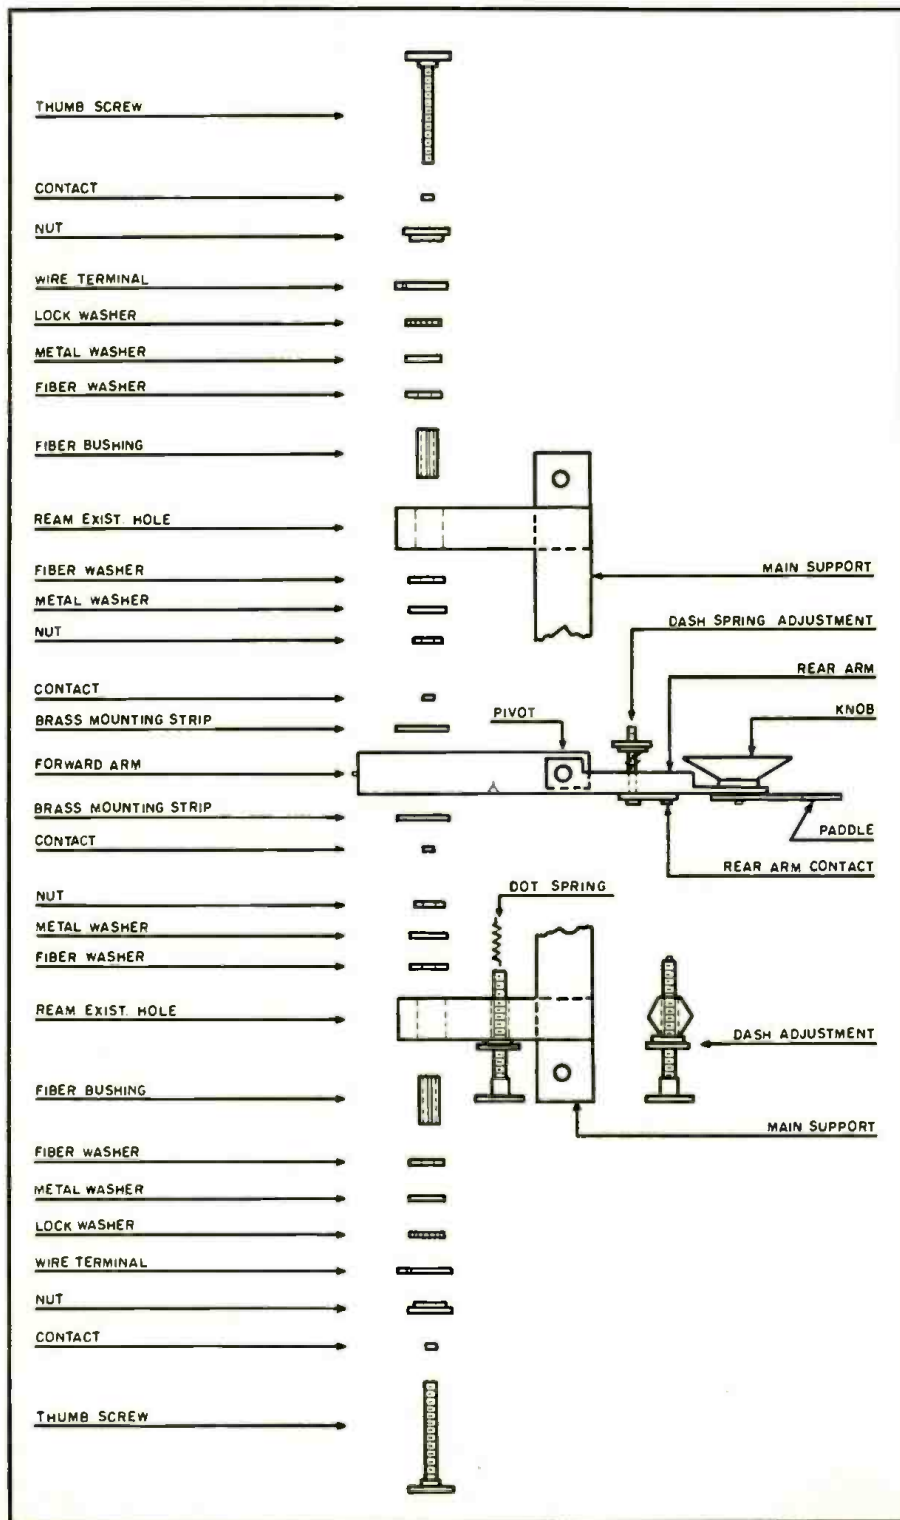 THUMB SCREW
CONTACT
NUT
WIRE TERMINAL
LOCK WASHER
METAL WASHER
FIBER WASHER
FIBER BUSHING
REAM EXIST. HOLE
FIBER WASHER
METAL WASHER
NUT
CONTACT
BRASS MOUNTING STRIP
FORWARD ARM
BRASS MOUNTING STRIP
CONTACT
NUT
METAL WASHER
FIBER WASHER
REAM EXIST. HOLE
FIBER BUSHING
FIBER WASHER
METAL WASHER
LOCK WASHER
WIRE TERMINAL
NUT
CONTACT
THUMB SCREW
MAIN SUPPORT
DASH SPRING ADJUSTMENT
REAR ARM
PIVOT
KNOB
PADDLE
REAR ARM CONTACT
DOT SPRING
DASH ADJUSTMENT
MAIN SUPPORT